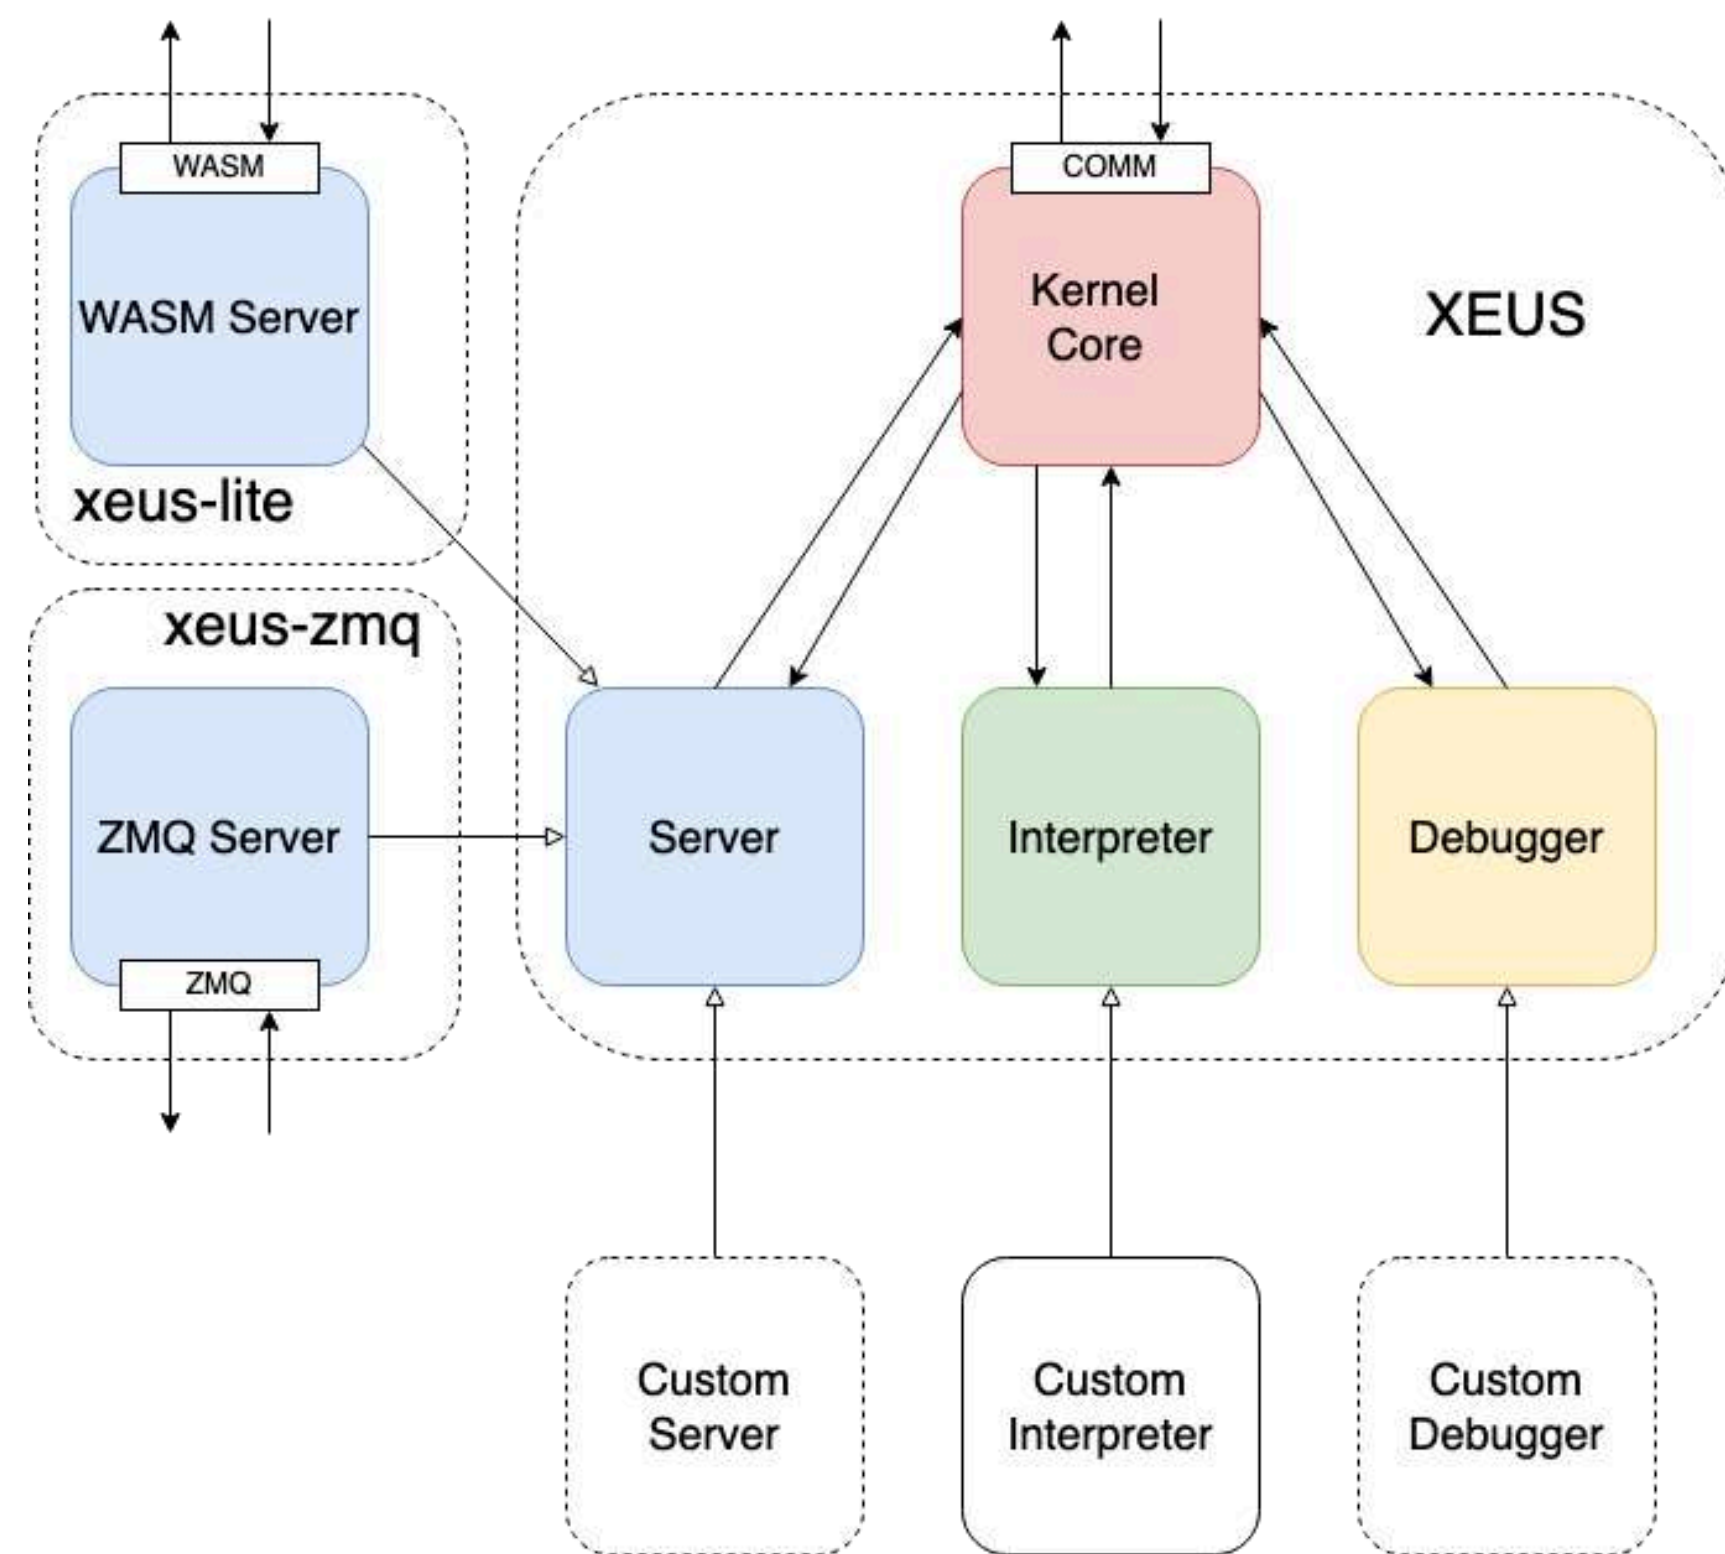 WASM
COMM
WASM Server
Kernel
Core
XEUS
xeus-lite
xeus-zmq
ZMQ Server
Server
Interpreter
Debugger
ZMQ
Custom
Server
Custom
Interpreter
Custom
Debugger